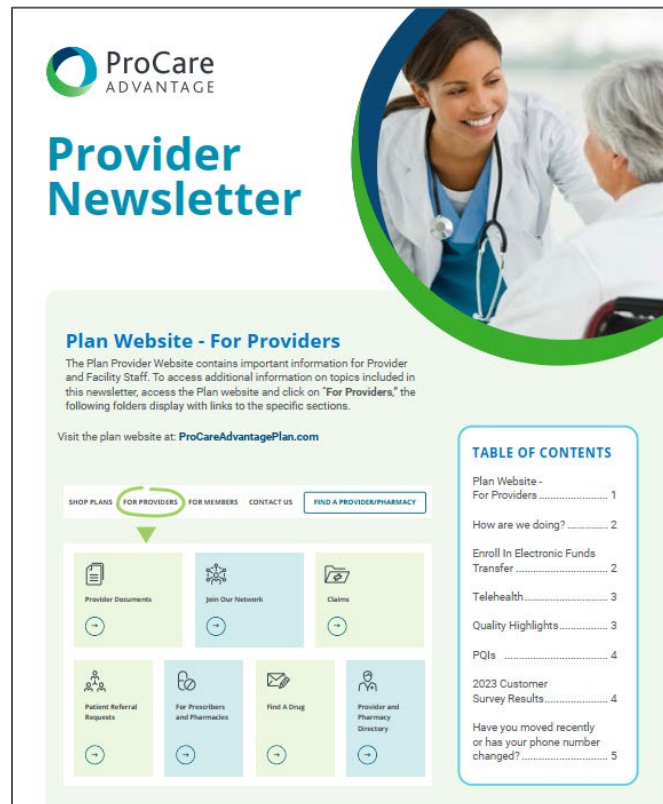 ProCare
ADVANTAGE
Provider
Newsletter
Plan Website - For Providers
The Plan Provider Website contains important information for Provider
and Facility Staff. To access additional information on topics included in
this newsletter, access the Plan website and click on "For Providers," the
following folders display with links to the specific sections.
Visit the plan website at: ProCareAdvantagePlan.com
SHOP PLANS FOR PROVIDERS FOR MEMBERS CONTACT US FIND A PROVIDER/PHARMACY
Provider Documents
Join Our Network
Claims
Patient Referral
Requests
For Prescribers
and Pharmacies
Find A Drug
Provider and
Pharmacy
Directory
TABLE OF CONTENTS
Plan Website -
For Providers ........................ 1
How are we doing? .............. 2
Enroll In Electronic Funds
Transfer ................................ 2
Telehealth ............................. 3
Quality Highlights ................. 3
PQIs .................................... 4
2023 Customer
Survey Results ...................... 4
Have you moved recently
or has your phone number
changed? .............................. 5